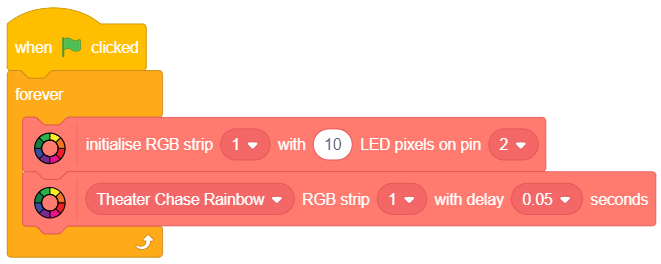 when clicked
forever
initialise RGB strip 1 with 10 LED pixels on pin 2
Theater Chase Rainbow RGB strip 1 with delay 0.05 seconds